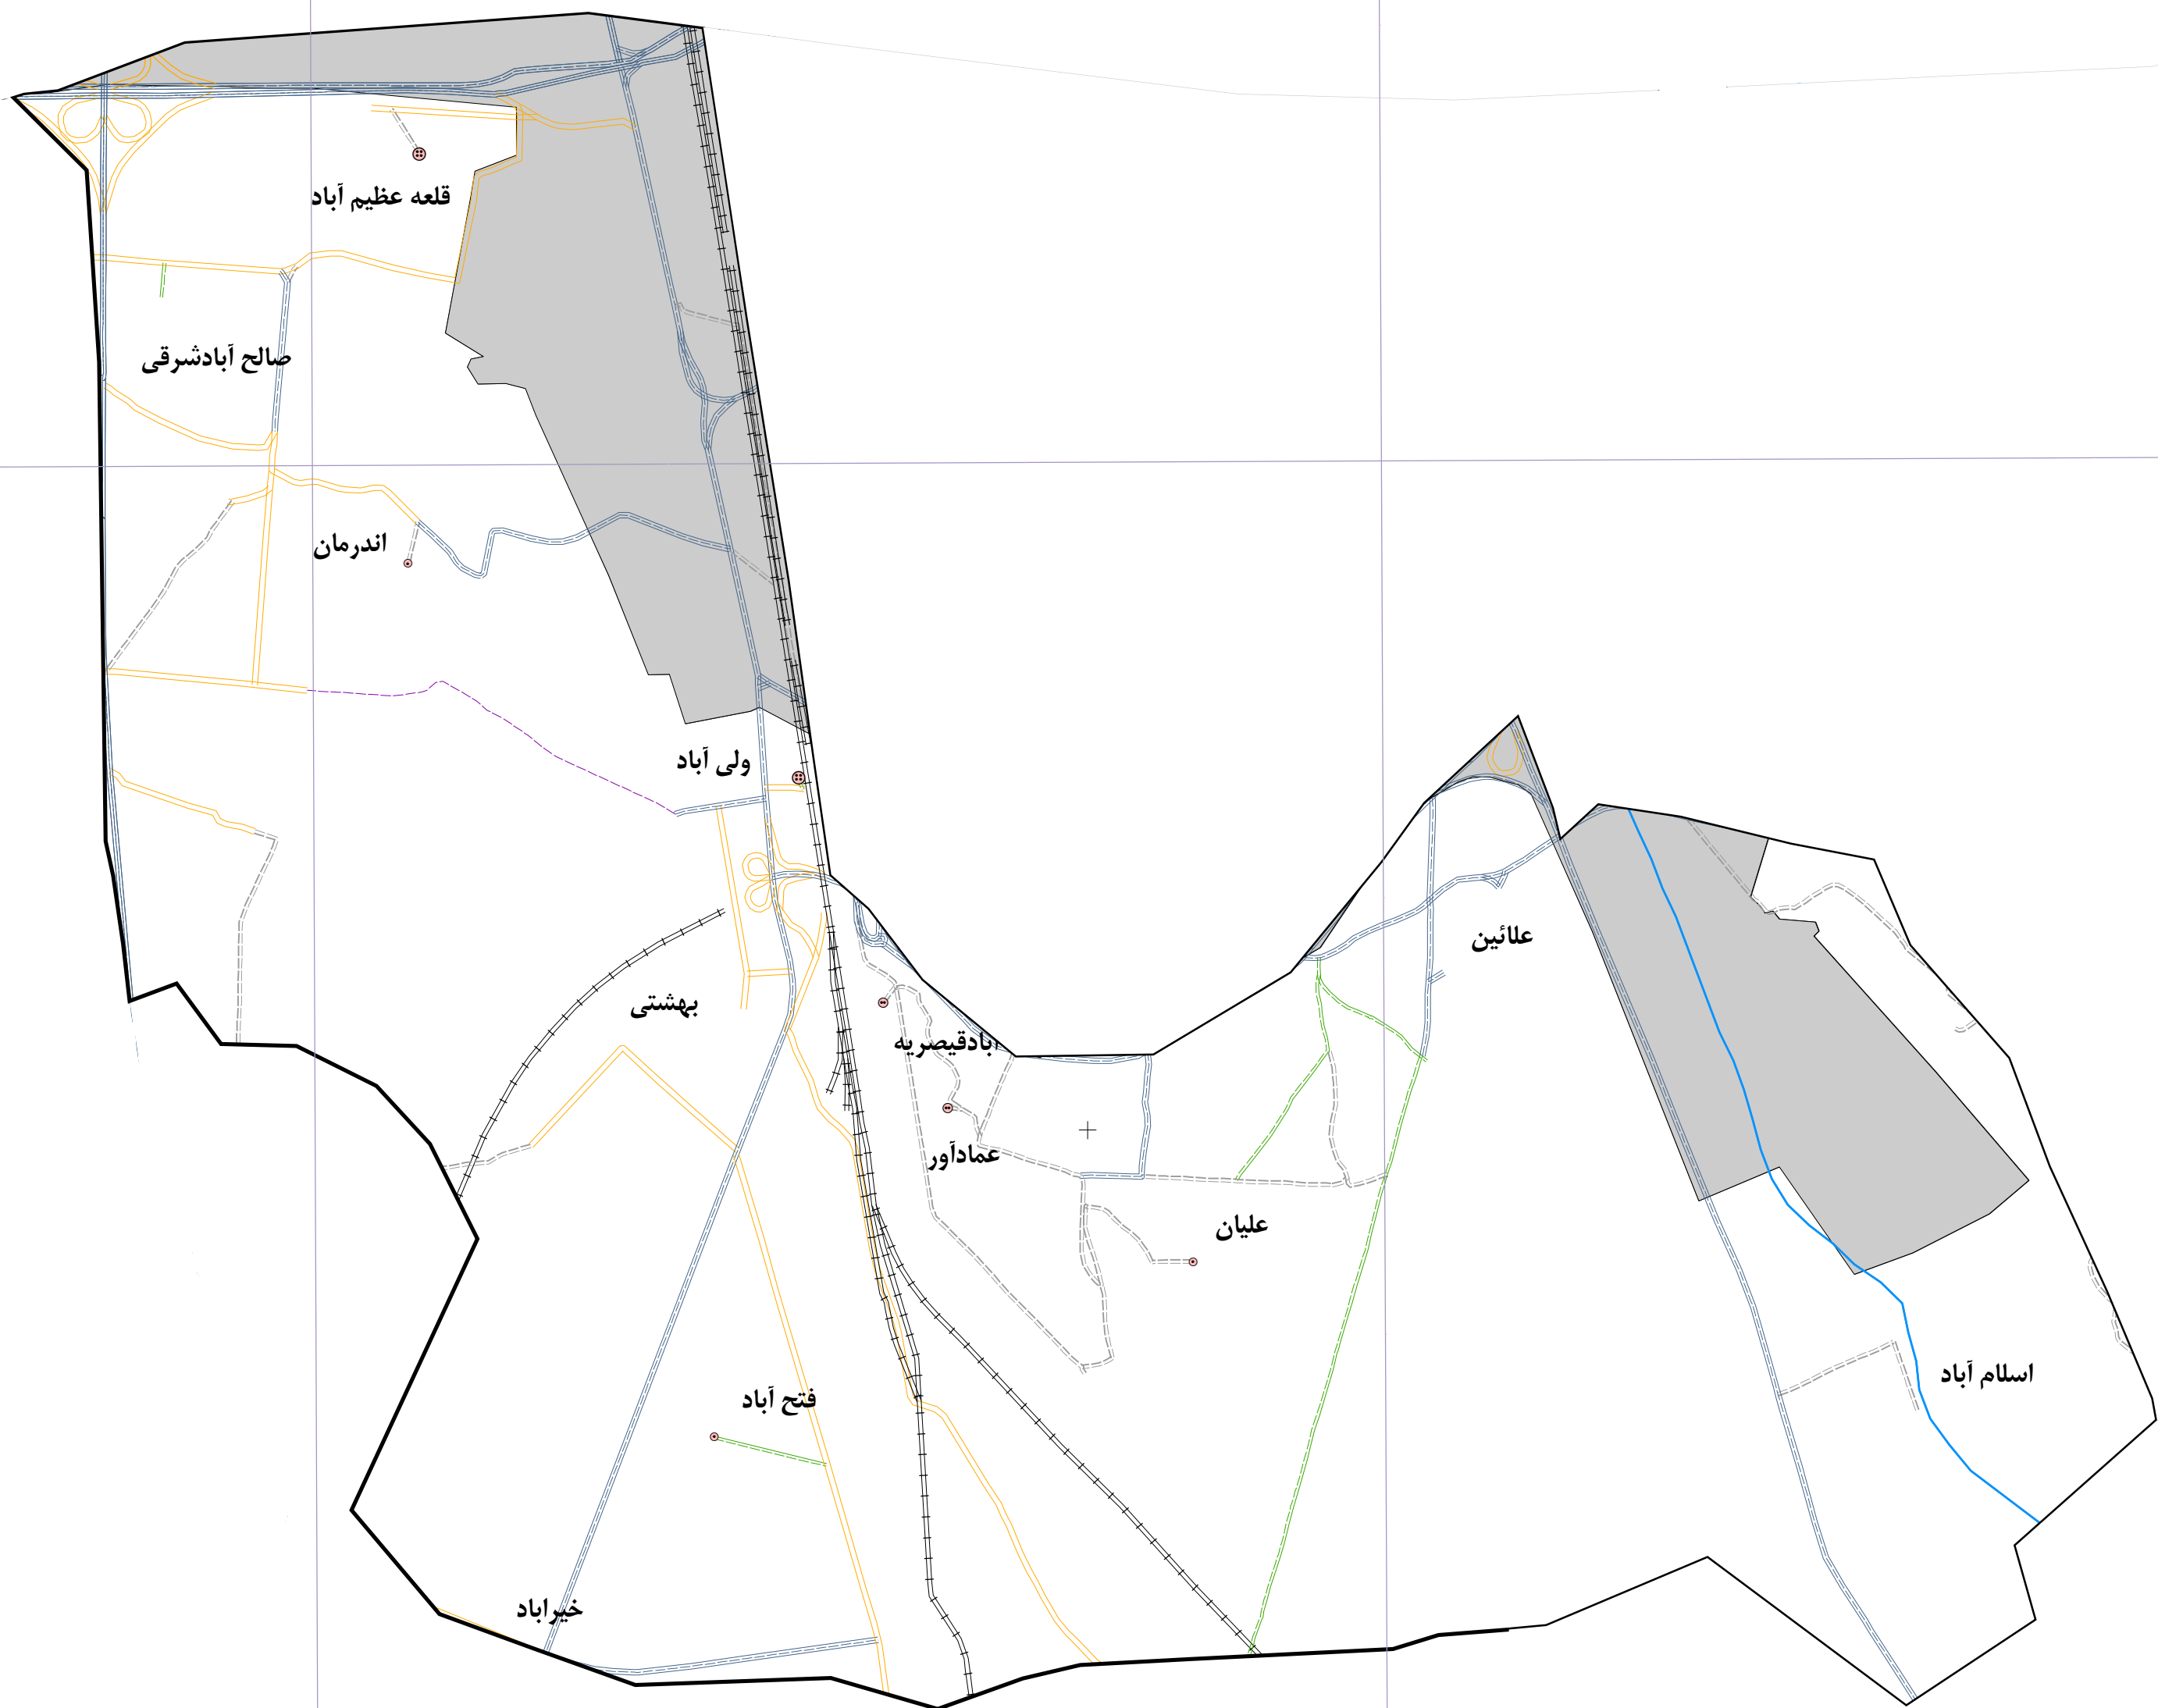 قلعه عظیم آباد
صالح آبادشرقی
اندرمان
ولی آباد
علائین
بهشتی
آبادقیصریه
عمادآور
علیان
اسلام آباد
فتح آباد
خیراباد